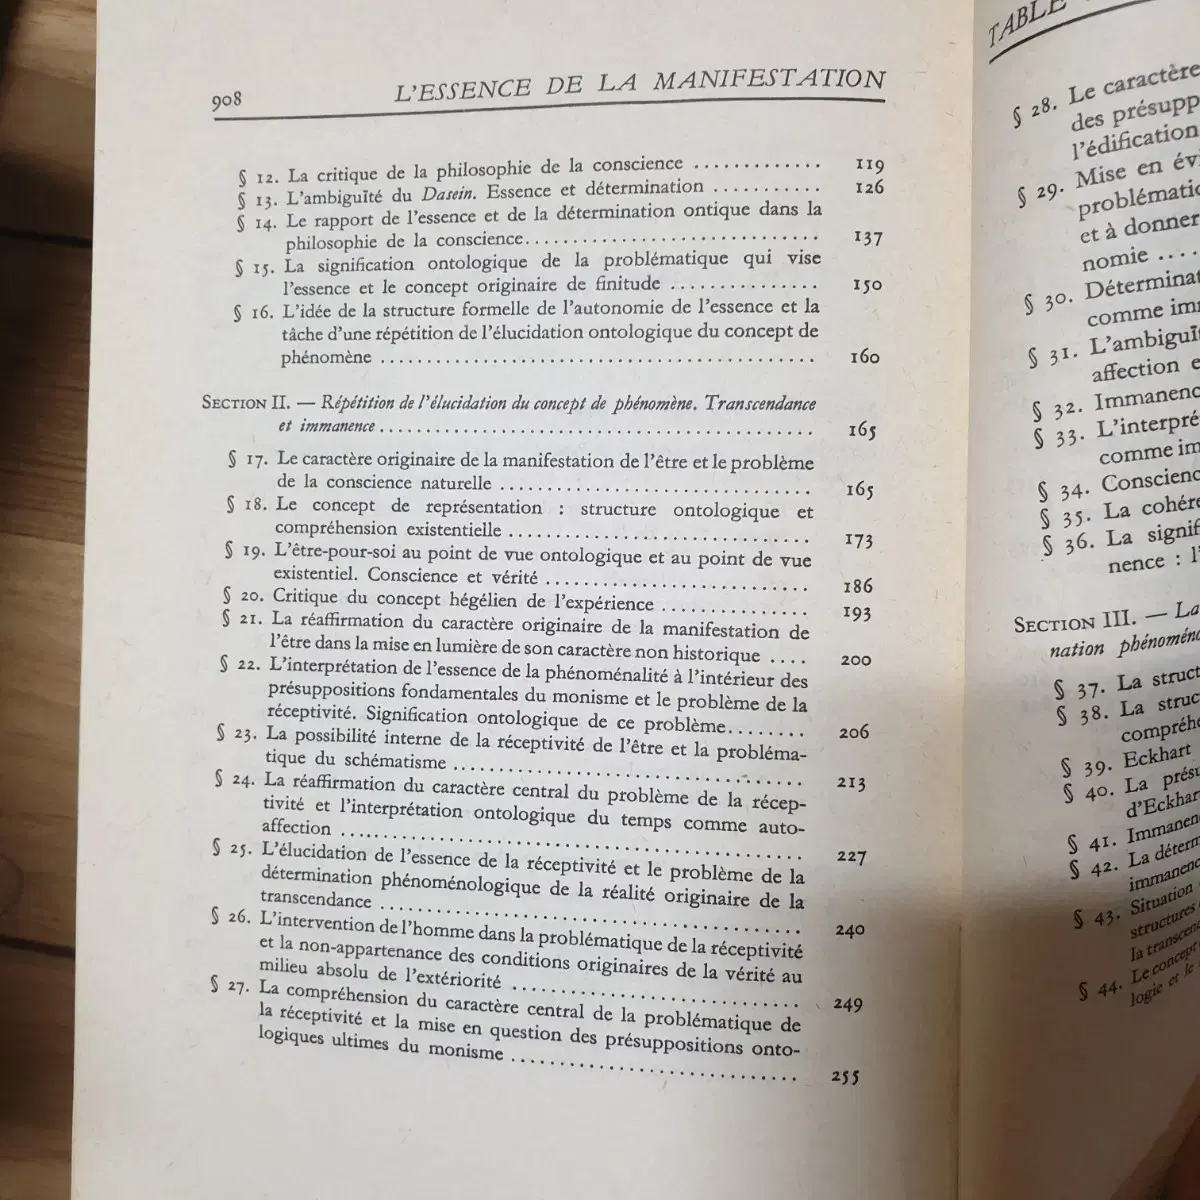 908 L'ESSENCE DE LA MANIFESTATION
§ 12. La critique de la philosophie de la conscience ............. 119
§ 13. L'ambiguïté du Dasein. Essence et détermination ........... 126
§ 14. Le rapport de l'essence et de la détermination ontique dans la
philosophie de la conscience............................. 137
§ 15. La signification ontologique de la problématique qui vise
l'essence et le concept originaire de finitude ............... 150
§ 16. L'idée de la structure formelle de l'autonomie de l'essence et la
tâche d'une répétition de l'élucidation ontologique du concept de
phénomène ............................................ 160
SECTION II. — Répétition de l'élucidation du concept de phénomène. Transcendance
et immanence............................................ 165
§ 17. Le caractère originaire de la manifestation de l'être et le problème
de la conscience naturelle ............................... 165
§ 18. Le concept de représentation : structure ontologique et
compréhension existentielle .............................. 173
§ 19. L'être-pour-soi au point de vue ontologique et au point de vue
existentiel. Conscience et vérité .......................... 186
§ 20. Critique du concept hégélien de l'expérience ............... 193
§ 21. La réaffirmation du caractère originaire de la manifestation de
l'être dans la mise en lumière de son caractère non historique .... 200
§ 22. L'interprétation de l'essence de la phénoménalité à l'intérieur des
présuppositions fondamentales du monisme et le problème de la
réceptivité. Signification ontologique de ce problème........ 206
§ 23. La possibilité interne de la réceptivité de l'être et la probléma-
tique du schématisme ................................... 213
§ 24. La réaffirmation du caractère central du problème de la récep-
tivité et l'interprétation ontologique du temps comme auto-
affection .............................................. 227
§ 25. L'élucidation de l'essence de la réceptivité et le problème de la
détermination phénoménologique de la réalité originaire de la
transcendance .......................................... 240
§ 26. L'intervention de l'homme dans la problématique de la réceptivité
et la non-appartenance des conditions originaires de la vérité au
milieu absolu de l'extériorité ............................. 249
§ 27. La compréhension du caractère central de la problématique de
la réceptivité et la mise en question des présuppositions onto-
logiques ultimes du monisme ............................. 255
TABLE
§ 28. Le caractère
des présupp
l'édification
§ 29. Mise en évi
problématiq
et à donner
nomie ....
§ 30. Déterminat
comme im
§ 31. L'ambiguï
affection e
§ 32. Immanenc
§ 33. L'interpré
comme im
§ 34. Conscienc
§ 35. La cohére
§ 36. La signif
nence : l'
SECTION III. — La
nation phénoméno
§ 37. La struct
§ 38. La struc
compréhe
Eckhart
§ 39.
§ 40. La présu
d'Eckhar
§ 41. Immanen
§ 42. La déterm
immanenc
§ 43. Situation
structures
la transcen
§ 44. Le concept
logie et le